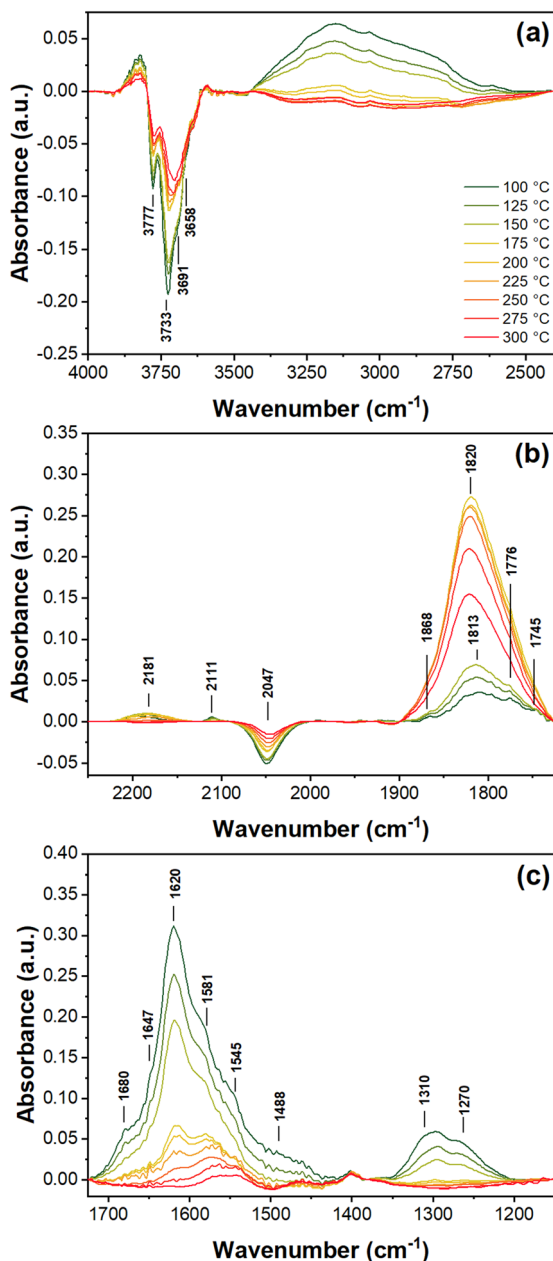 (a)
0.05
0.00
-0.05
-0.10
-0.15
-0.20
-0.25
Absorbance (a.u.)
3777
3733
3691
3658
100 °C
125 °C
150 °C
175 °C
200 °C
225 °C
250 °C
275 °C
300 °C
4000 3750 3500 3250 3000 2750 2500
Wavenumber (cm-1)
(b)
0.35
0.30
0.25
0.20
0.15
0.10
0.05
0.00
-0.05
Absorbance (a.u.)
2181
2111
2047
1868
1820
1813
1776
1745
2200 2100 2000 1900 1800
Wavenumber (cm-1)
(c)
0.40
0.35
0.30
0.25
0.20
0.15
0.10
0.05
0.00
Absorbance (a.u.)
1680
1647
1620
1581
1545
1488
1310
1270
1700 1600 1500 1400 1300 1200
Wavenumber (cm-1)